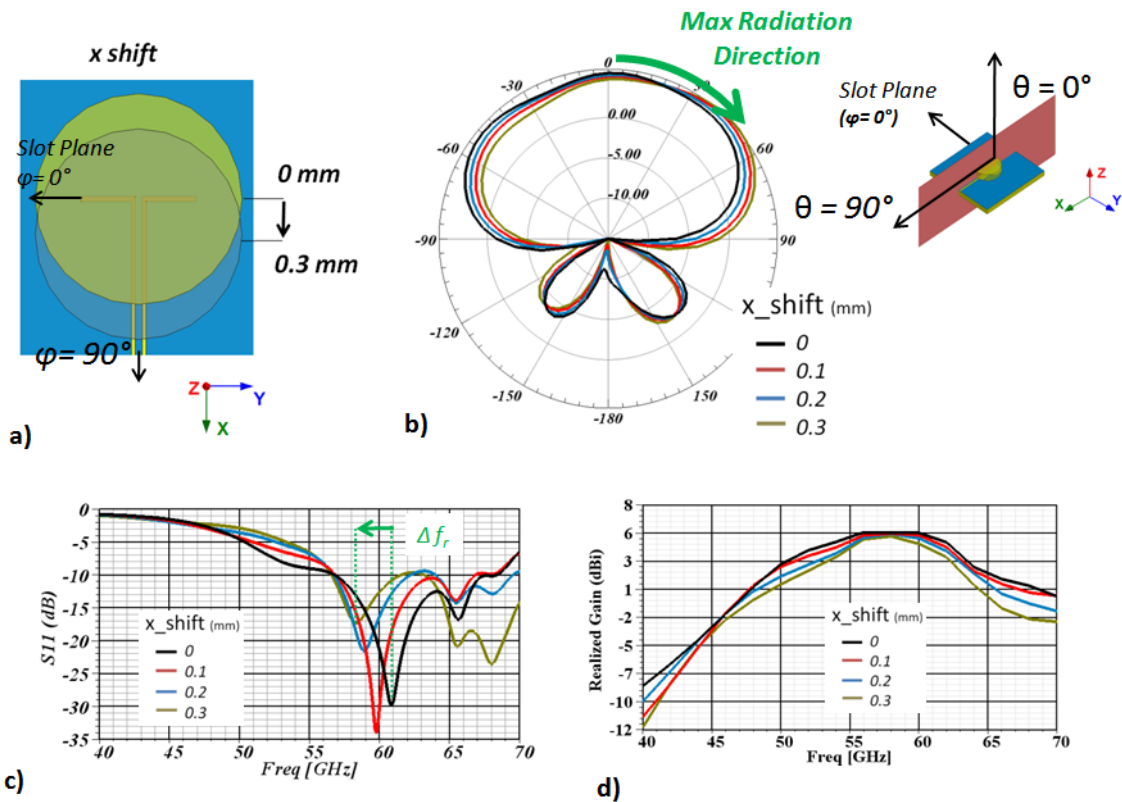 x shift
Slot Plane
φ= 0°
0 mm
0.3 mm
φ= 90°
Z
Y
X
a)
Max Radiation
Direction
0
-30
30
0.00
-60
60
-5.00
-10.00
-90
90
-120
-150
150
-180
x_shift (mm)
0
0.1
0.2
0.3
b)
Slot Plane
(φ= 0°)
θ = 0°
θ = 90°
Z
X
Y
S11 (dB)
0
-5
-10
-15
-20
-25
-30
-35
Δ fr
x_shift (mm)
0
0.1
0.2
0.3
40
45
50
55
60
65
70
Freq [GHz]
c)
Realized Gain (dBi)
8
6
3
1
-2
-5
-7
-10
-12
x_shift (mm)
0
0.1
0.2
0.3
40
45
50
55
60
65
70
Freq [GHz]
d)